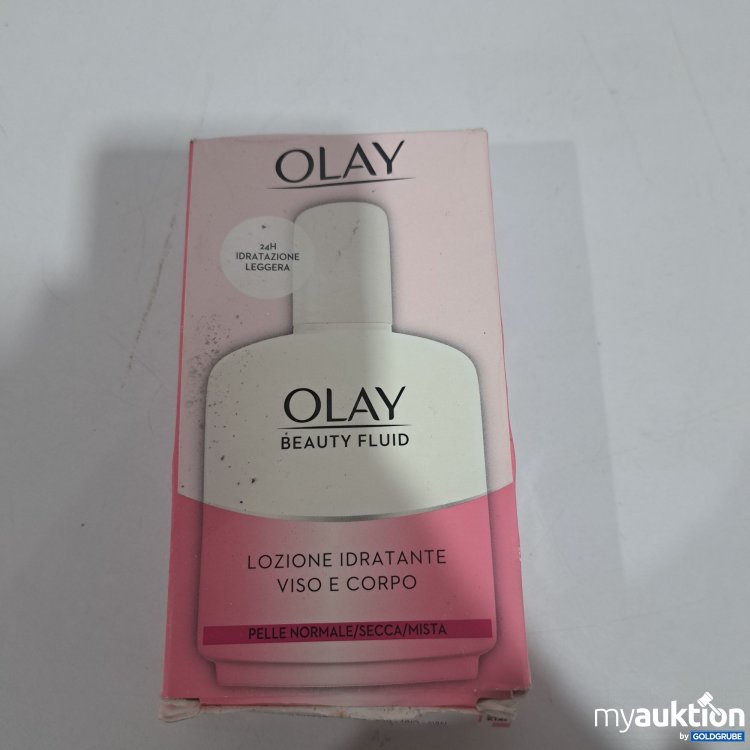 OLAY
24H
IDRATAZIONE
LEGGERA
OLAY
BEAUTY FLUID
LOZIONE IDRATANTE
VISO E CORPO
PELLE NORMALE/SECCA/MISTA
myauktion
by GOLDGRUBE